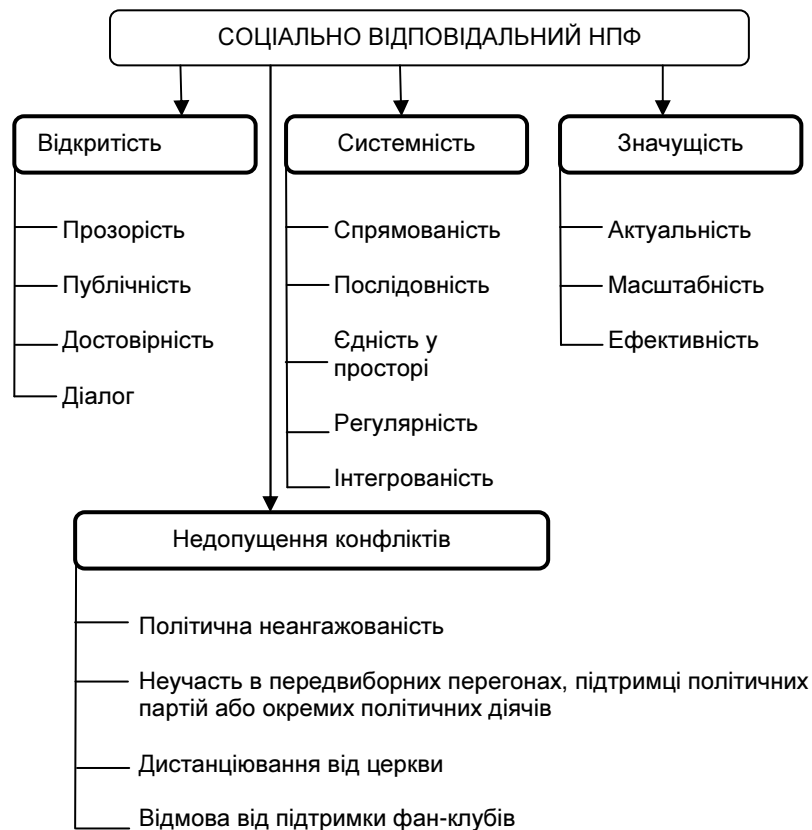 СОЦІАЛЬНО ВІДПОВІДАЛЬНИЙ НПФ
Відкритість
Прозорість
Публічність
Достовірність
Діалог
Системність
Спрямованість
Послідовність
Єдність у
просторі
Регулярність
Інтегрованість
Значущість
Актуальність
Масштабність
Ефективність
Недопущення конфліктів
Політична неангажованість
Неучасть в передвиборних перегонах, підтримці політичних
партій або окремих політичних діячів
Дистанціювання від церкви
Відмова від підтримки фан-клубів